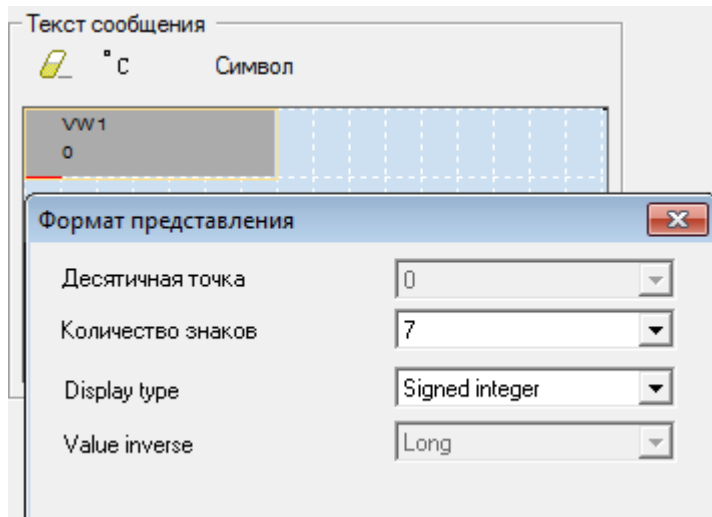 Текст сообщения
°C Символ
VW1
0
Формат представления
Десятичная точка 0
Количество знаков 7
Display type Signed integer
Value inverse Long